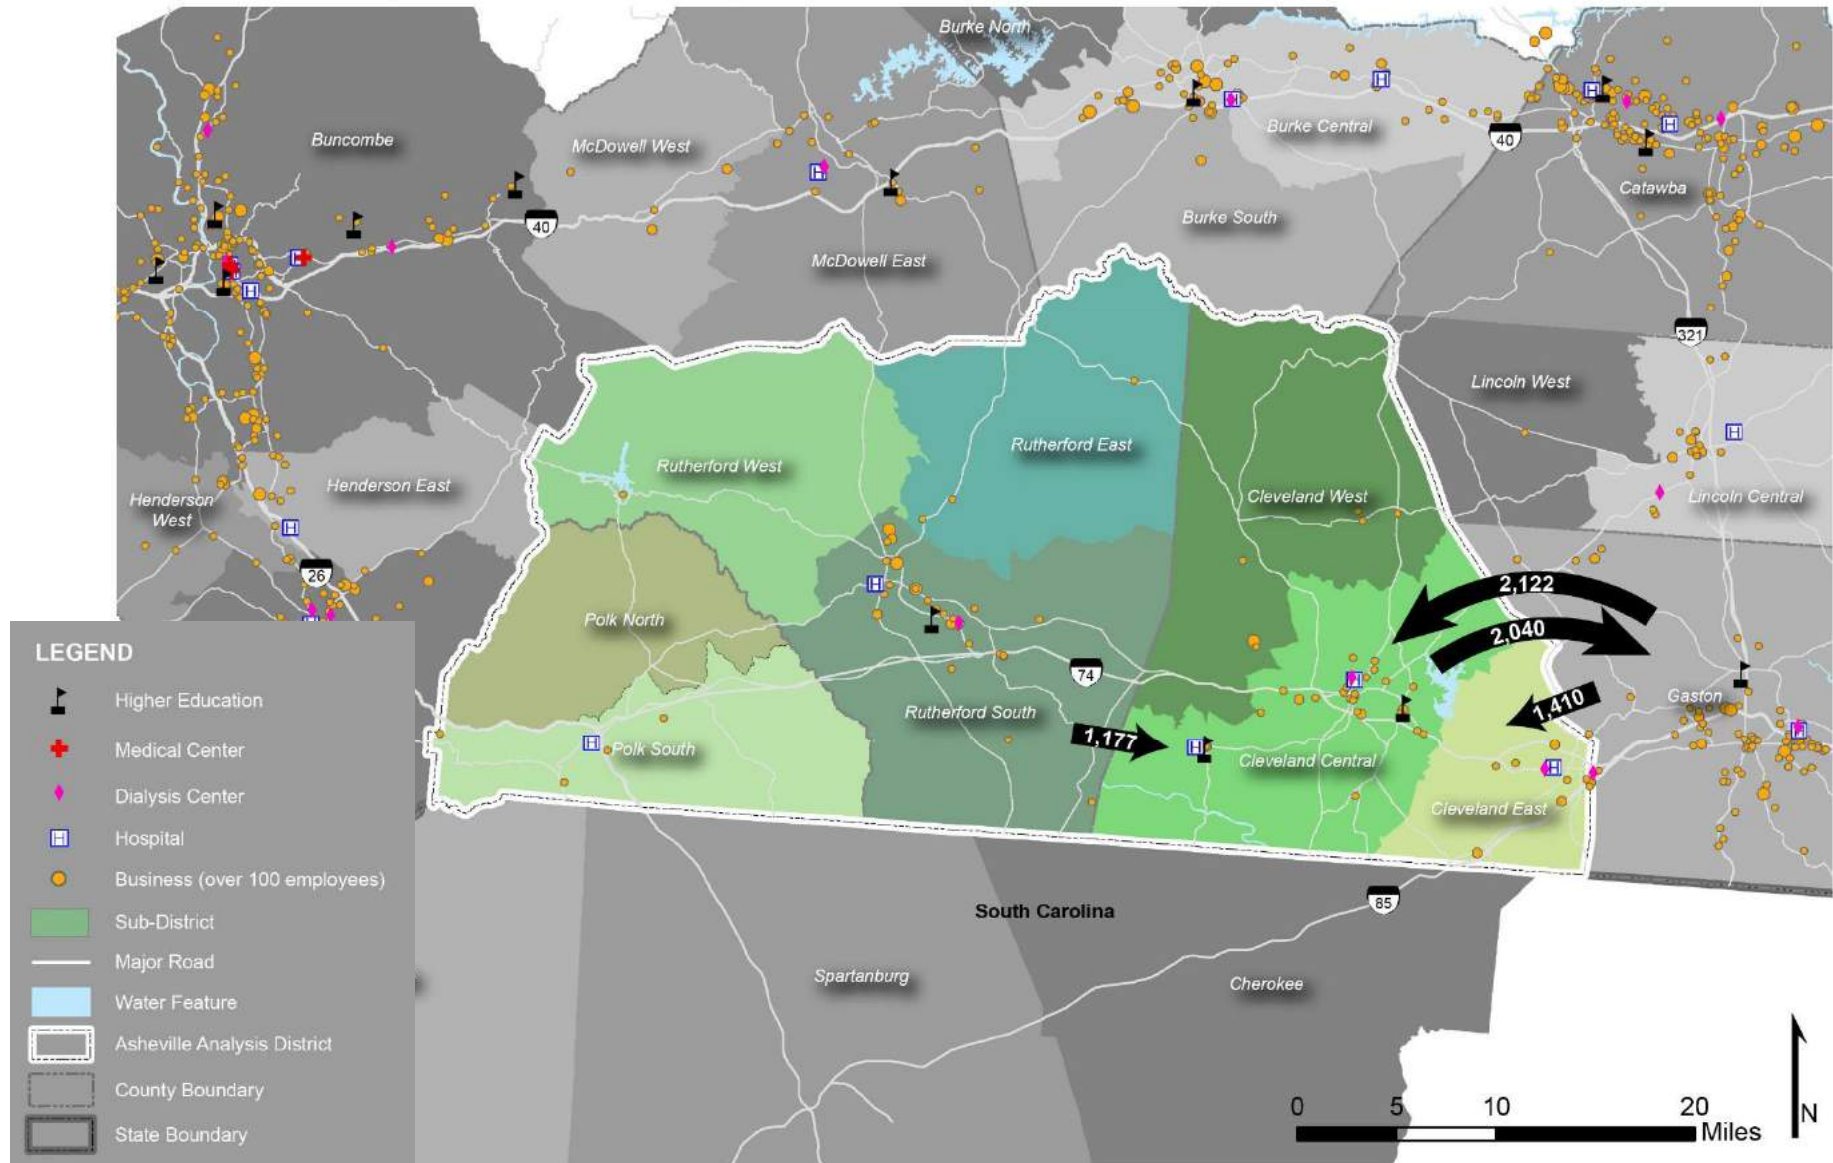 Burke North
Buncombe
McDowell West
Burke Central
40
Catawba
Burke South
40
McDowell East
321
Lincoln West
Rutherford East
Rutherford West
Henderson East
Henderson
West
Cleveland West
Lincoln Central
26
2,122
Polk North
2,040
74
Gaston
1,410
Rutherford South
1,177
Polk South
Cleveland Central
Cleveland East
85
South Carolina
Spartanburg
Cherokee
LEGEND
Higher Education
Medical Center
Dialysis Center
H Hospital
Business (over 100 employees)
Sub-District
Major Road
Water Feature
Asheville Analysis District
County Boundary
State Boundary
0 5 10 20
Miles
N